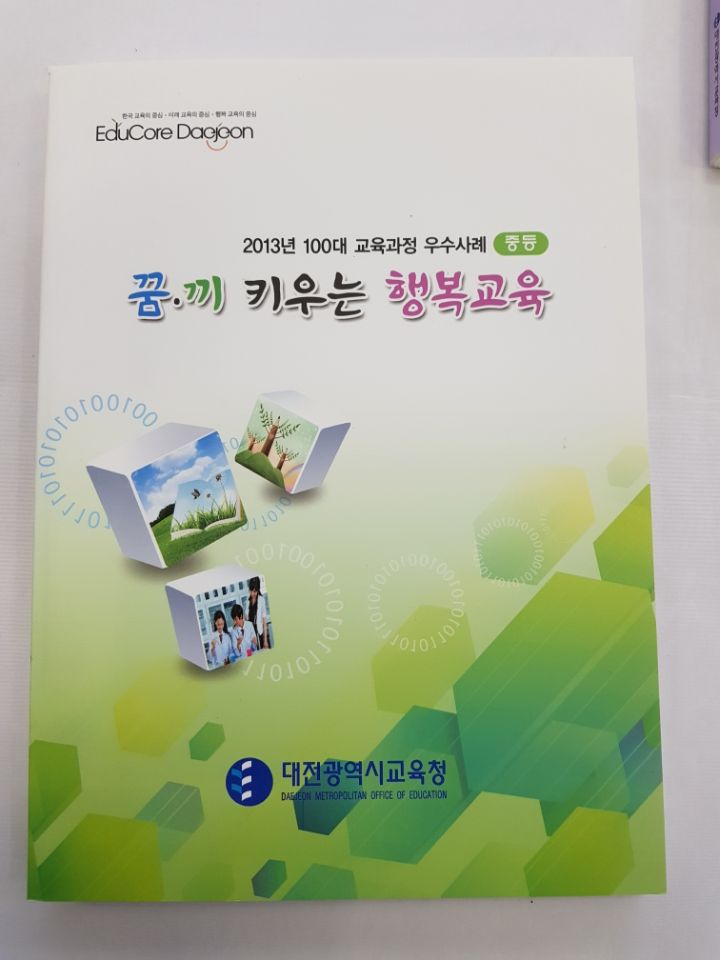 한국 교육의 중심 · 미래 교육의 중심 · 행복 교육의 중심
EduCore Daejeon
2013년 100대 교육과정 우수사례 중등
꿈·끼 키우는 행복교육
대전광역시교육청
DAEJEON METROPOLITAN OFFICE OF EDUCATION